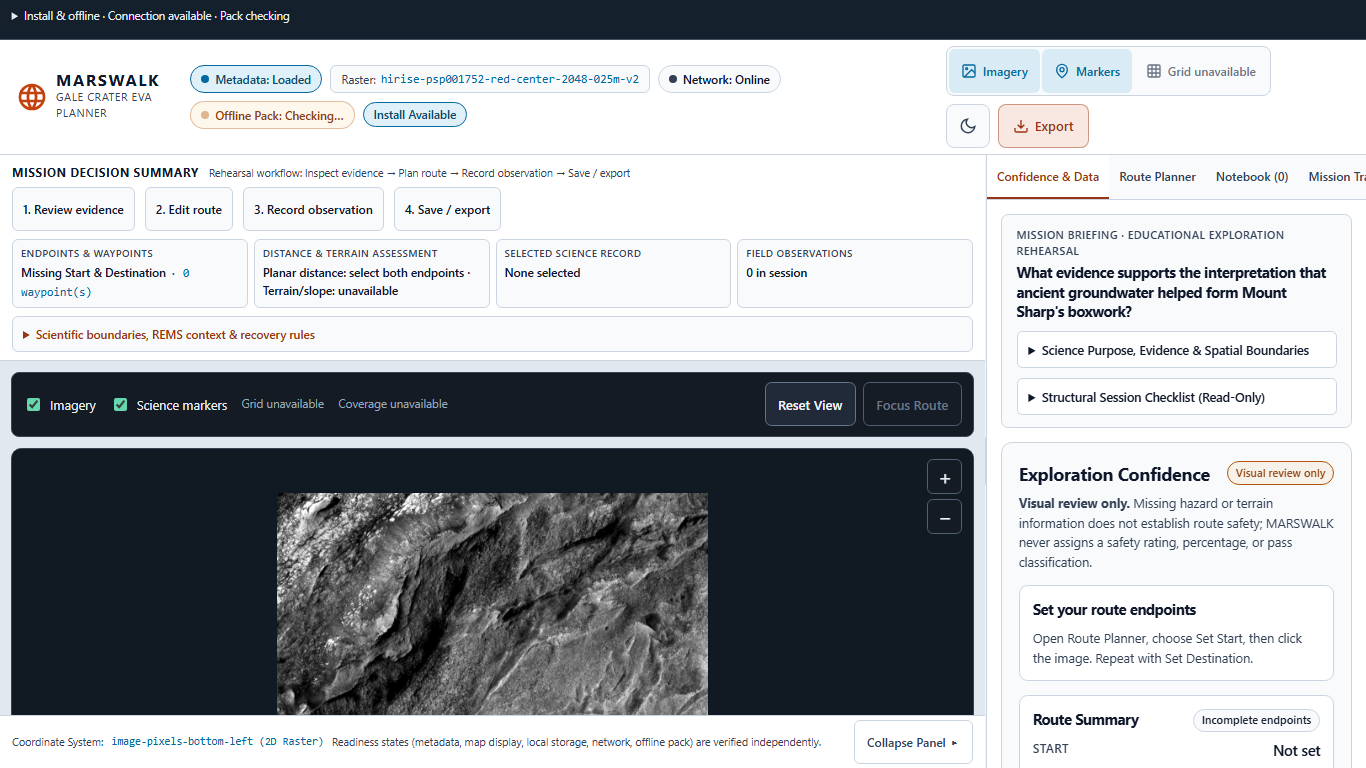 ▶ Install & offline · Connection available · Pack checking
MARSWALK
GALE CRATER EVA
PLANNER
Metadata: Loaded
Raster: hirise-psp001752-red-center-2048-025m-v2
Network: Online
Offline Pack: Checking...
Install Available
Imagery
Markers
Grid unavailable
Export
MISSION DECISION SUMMARY Rehearsal workflow: Inspect evidence → Plan route → Record observation → Save / export
1. Review evidence
2. Edit route
3. Record observation
4. Save / export
ENDPOINTS & WAYPOINTS
Missing Start & Destination · 0
waypoint(s)
DISTANCE & TERRAIN ASSESSMENT
Planar distance: select both endpoints ·
Terrain/slope: unavailable
SELECTED SCIENCE RECORD
None selected
FIELD OBSERVATIONS
0 in session
▶ Scientific boundaries, REMS context & recovery rules
Imagery
Science markers
Grid unavailable
Coverage unavailable
Reset View
Focus Route
+
−
Coordinate System: image-pixels-bottom-left (2D Raster) Readiness states (metadata, map display, local storage, network, offline pack) are verified independently.
Collapse Panel ▸
Confidence & Data
Route Planner
Notebook (0)
Mission Tra
MISSION BRIEFING · EDUCATIONAL EXPLORATION
REHEARSAL
What evidence supports the interpretation that
ancient groundwater helped form Mount
Sharp's boxwork?
▶ Science Purpose, Evidence & Spatial Boundaries
▶ Structural Session Checklist (Read-Only)
Exploration Confidence
Visual review only
Visual review only. Missing hazard or terrain
information does not establish route safety; MARSWALK
never assigns a safety rating, percentage, or pass
classification.
Set your route endpoints
Open Route Planner, choose Set Start, then click
the image. Repeat with Set Destination.
Route Summary
Incomplete endpoints
START
Not set